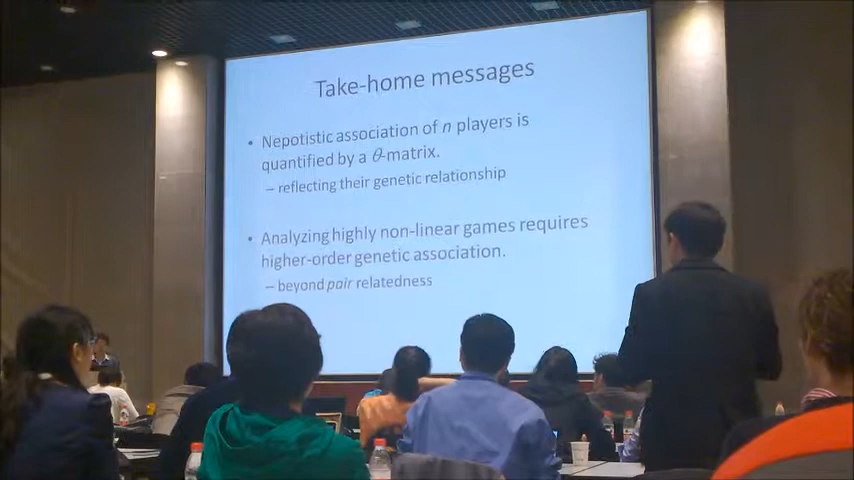 Take-home messages
• Nepotistic association of n players is
quantified by a θ-matrix.
– reflecting their genetic relationship
• Analyzing highly non-linear games requires
higher-order genetic association.
– beyond pair relatedness